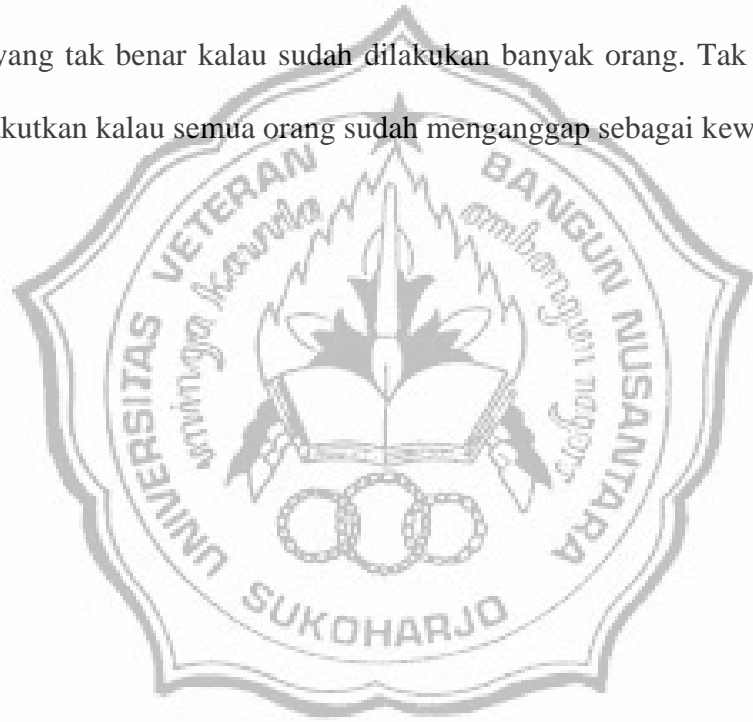 yang tak benar kalau sudah dilakukan banyak orang. Tak
akutkan kalau semua orang sudah menganggap sebagai kew
UNIVERSITAS VETERAN BANGUN NUSANTARA
SUKOHARJO